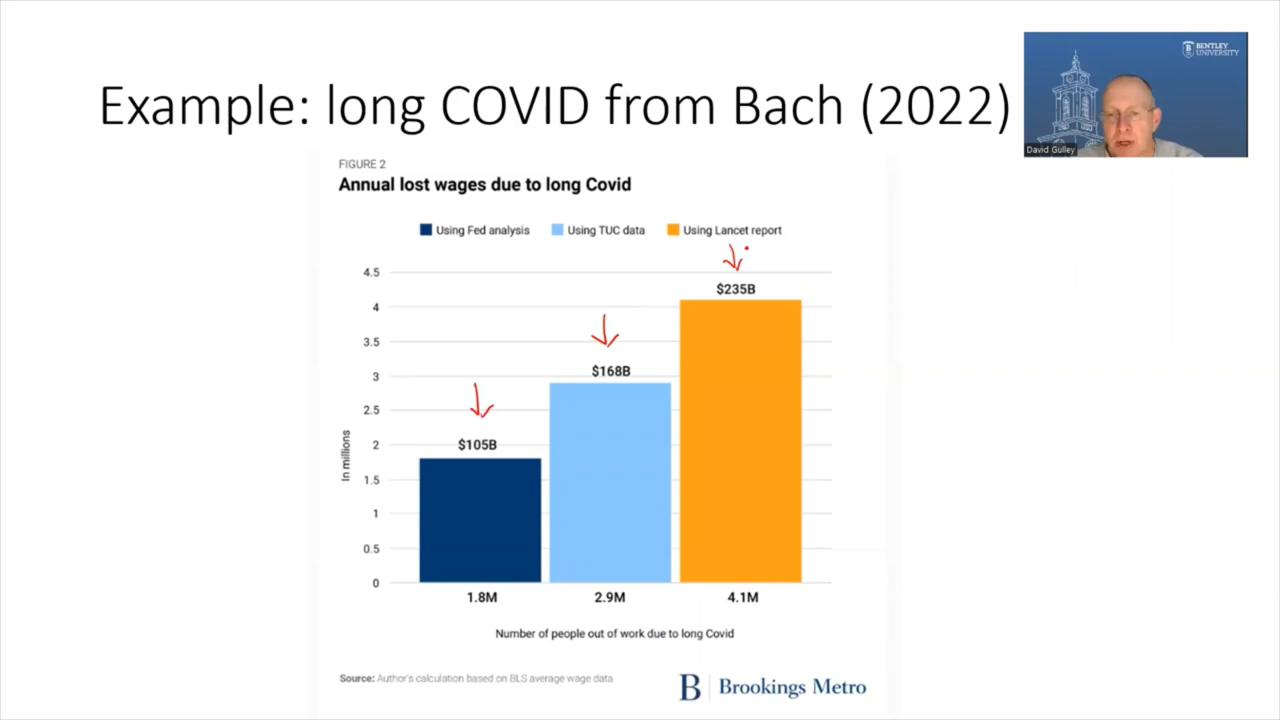 Example: long COVID from Bach (2022)
BENTLEY
UNIVERSITY
David Gulley
FIGURE 2
Annual lost wages due to long Covid
Using Fed analysis
Using TUC data
Using Lancet report
4.5
4
3.5
3
2.5
2
1.5
1
0.5
0
In millions
$105B
$168B
$235B
1.8M
2.9M
4.1M
Number of people out of work due to long Covid
Source: Author's calculation based on BLS average wage data
B
Brookings Metro